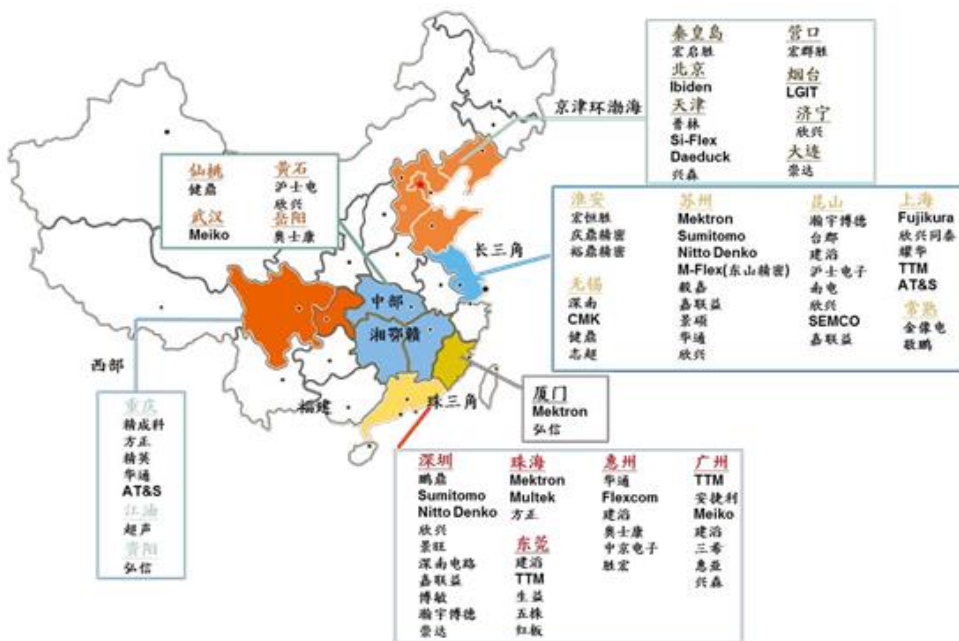 京津环渤海
秦皇岛
宏启胜
北京
Ibiden
天津
普林
Si-Flex
Daeduck
兴森
营口
宏群胜
烟台
LGIT
济宁
欣兴
大连
崇达
仙桃
健鼎
武汉
Meiko
黄石
沪士电
欣兴
岳阳
奥士康
长三角
淮安
宏恒胜
庆鼎精密
裕鼎精密
无锡
深南
CMK
健鼎
志超
苏州
Mektron
Sumitomo
Nitto Denko
M-Flex(东山精密)
毅嘉
嘉联益
景硕
华通
欣兴
昆山
瀚宇博德
台郡
建滔
沪士电子
南电
欣兴
SEMCO
嘉联益
上海
Fujikura
欣兴同泰
耀华
TTM
AT&S
常熟
金像电
敬鹏
中部
湘鄂赣
西部
福建
珠三角
厦门
Mektron
弘信
重庆
精成科
方正
精英
华通
AT&S
江油
超声
贵阳
弘信
深圳
鹏鼎
Sumitomo
Nitto Denko
欣兴
景旺
深南电路
嘉联益
博敏
瀚宇博德
崇达
珠海
Mektron
Multek
方正
东莞
建滔
TTM
生益
五株
红板
惠州
华通
Flexcom
建滔
奥士康
中京电子
胜宏
广州
TTM
安捷利
Meiko
建滔
三希
惠亚
兴森